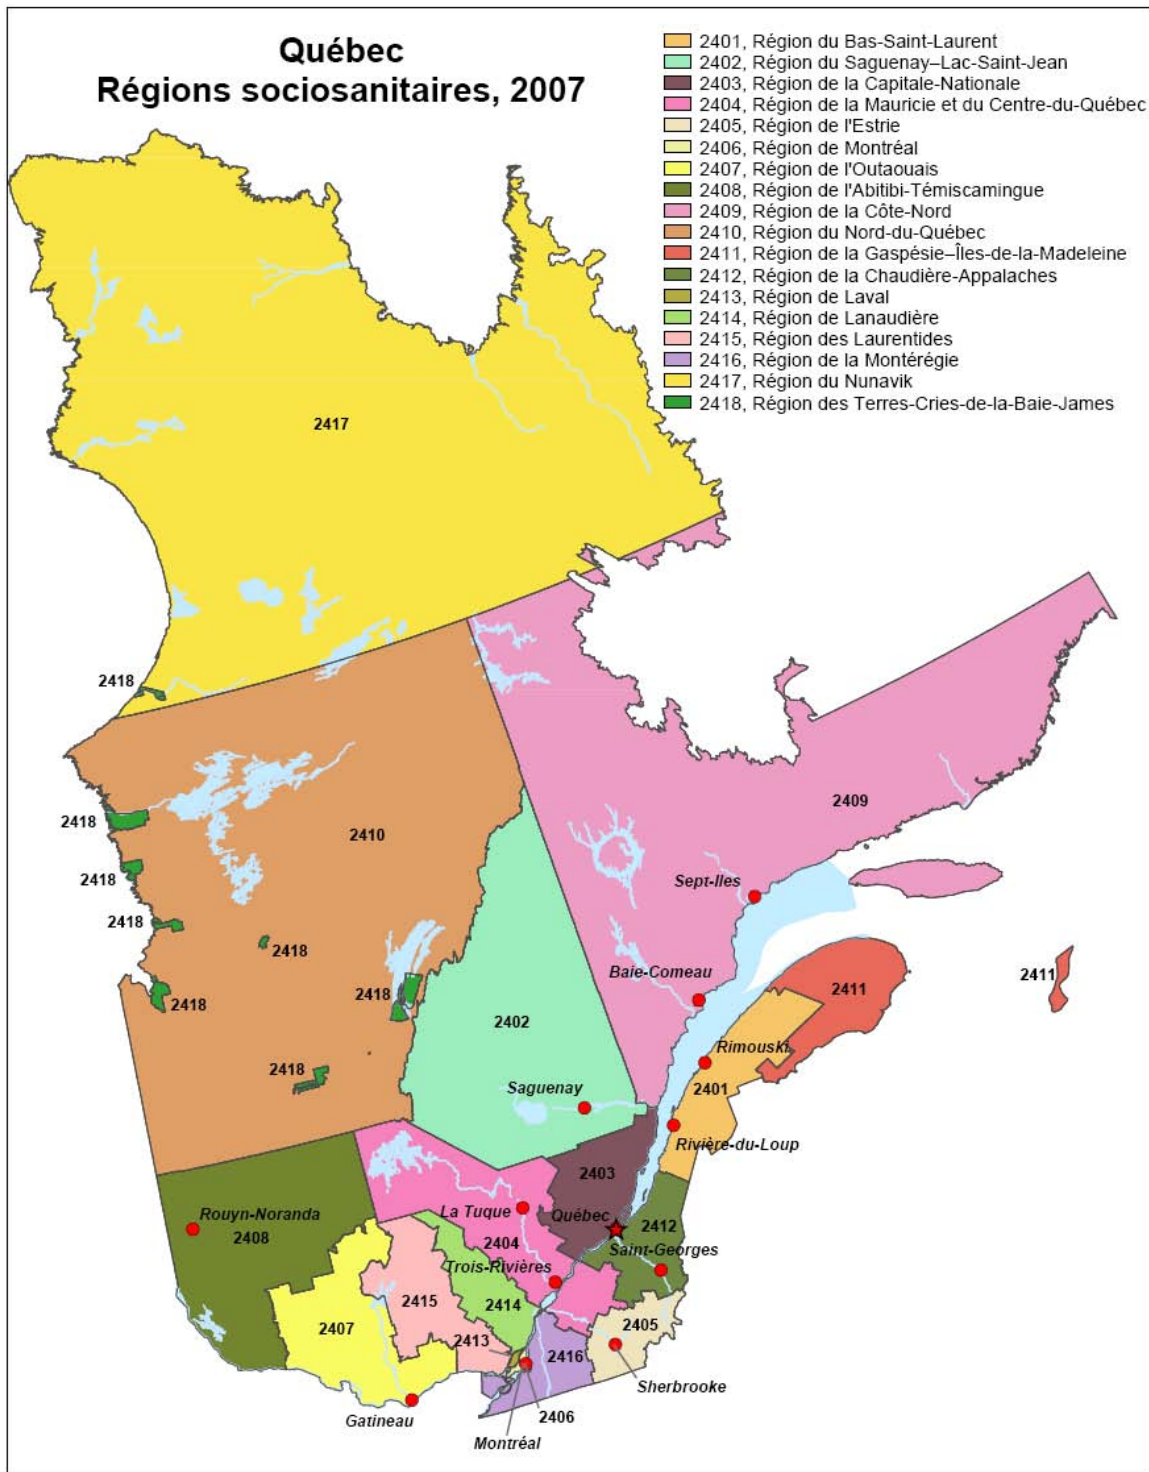 Québec
Régions sociosanitaires, 2007
2401, Région du Bas-Saint-Laurent
2402, Région du Saguenay–Lac-Saint-Jean
2403, Région de la Capitale-Nationale
2404, Région de la Mauricie et du Centre-du-Québec
2405, Région de l'Estrie
2406, Région de Montréal
2407, Région de l'Outaouais
2408, Région de l'Abitibi-Témiscamingue
2409, Région de la Côte-Nord
2410, Région du Nord-du-Québec
2411, Région de la Gaspésie–Îles-de-la-Madeleine
2412, Région de la Chaudière-Appalaches
2413, Région de Laval
2414, Région de Lanaudière
2415, Région des Laurentides
2416, Région de la Montérégie
2417, Région du Nunavik
2418, Région des Terres-Cries-de-la-Baie-James
2417
2418
2409
2418
2410
2418
Sept-Iles
2418
2418
Baie-Comeau
2411
2411
2418
2418
2402
Rimouski
2418
2401
Saguenay
Rivière-du-Loup
2403
La Tuque
Québec
Rouyn-Noranda
2412
2408
2404
Saint-Georges
Trois-Rivières
2415
2414
2405
2407
2413
2416
Sherbrooke
Gatineau
2406
Montréal